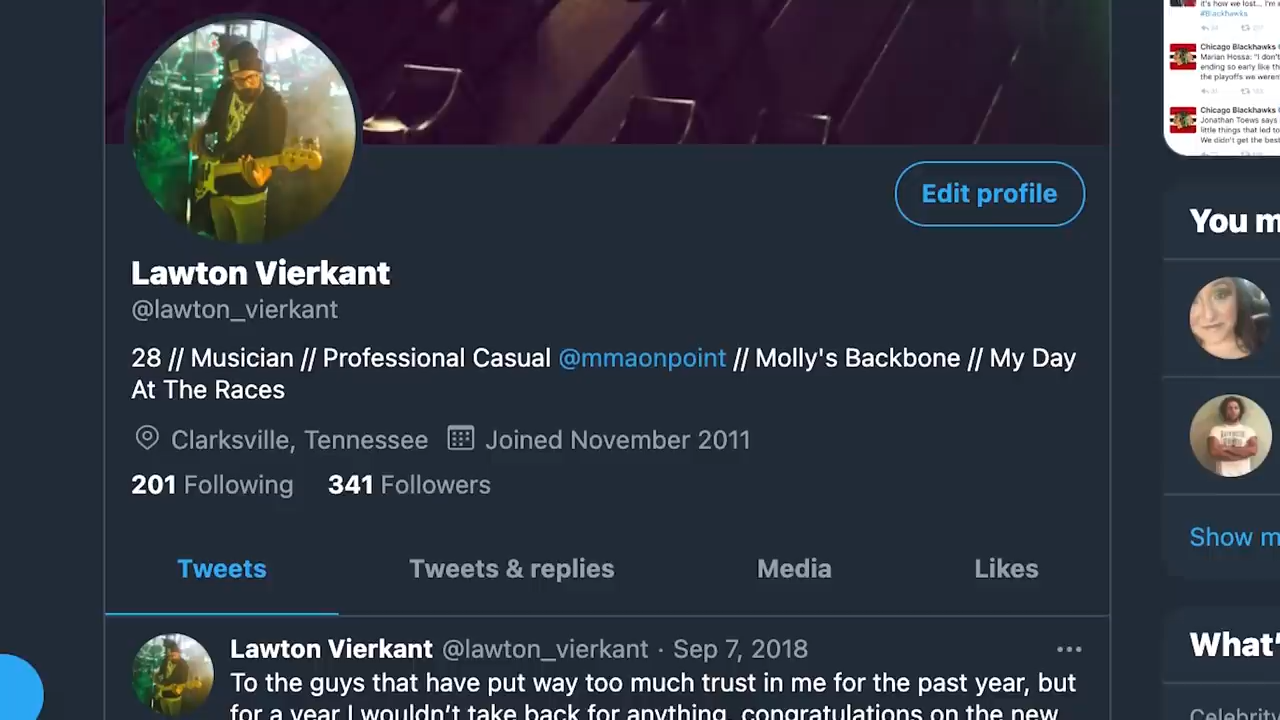 it's how we lost... I'm
#Blackhawks
Chicago Blackhawks
Marian Hossa: "I don't
ending so early like th
the playoffs we weren
Chicago Blackhawks
Jonathan Toews says
little things that led to
We didn't get the best
Edit profile
You m
Lawton Vierkant
@lawton_vierkant
28 // Musician // Professional Casual @mmaonpoint // Molly's Backbone // My Day
At The Races
Clarksville, Tennessee Joined November 2011
201 Following 341 Followers
Show m
Tweets Tweets & replies Media Likes
Lawton Vierkant @lawton_vierkant · Sep 7, 2018
What'
To the guys that have put way too much trust in me for the past year, but
for a year I wouldn't take back for anything, congratulations on the new
Celebrity